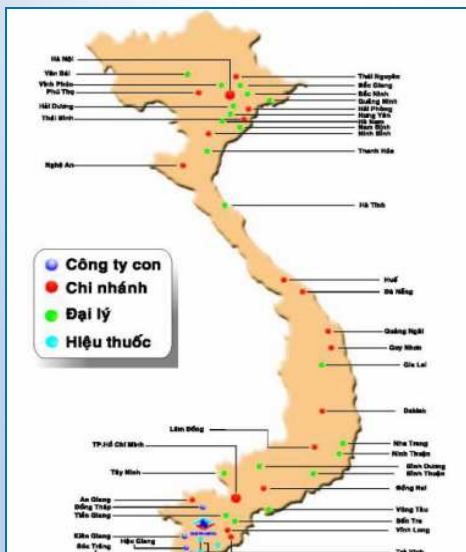 Hà Nội
Yên Bái
Vĩnh Phúc
Phú Thọ
Hải Dương
Thái Bình
Nghệ An
Thái Nguyên
Bắc Giang
Bắc Ninh
Quảng Ninh
Hải Phòng
Hưng Yên
Hà Nam
Nam Định
Ninh Bình
Thanh Hóa
Hà Tĩnh
Công ty con
Chi nhánh
Đại lý
Hiệu thuốc
Huế
Đà Nẵng
Quảng Ngãi
Quy Nhơn
Gia Lai
Daklak
Lâm Đồng
TP.Hồ Chí Minh
Tây Ninh
Nha Trang
Ninh Thuận
Bình Dương
Bình Thuận
Đồng Nai
An Giang
Đồng Tháp
Tiền Giang
Vũng Tàu
Bến Tre
Vĩnh Long
Kiên Giang
Hậu Giang
Sóc Trăng